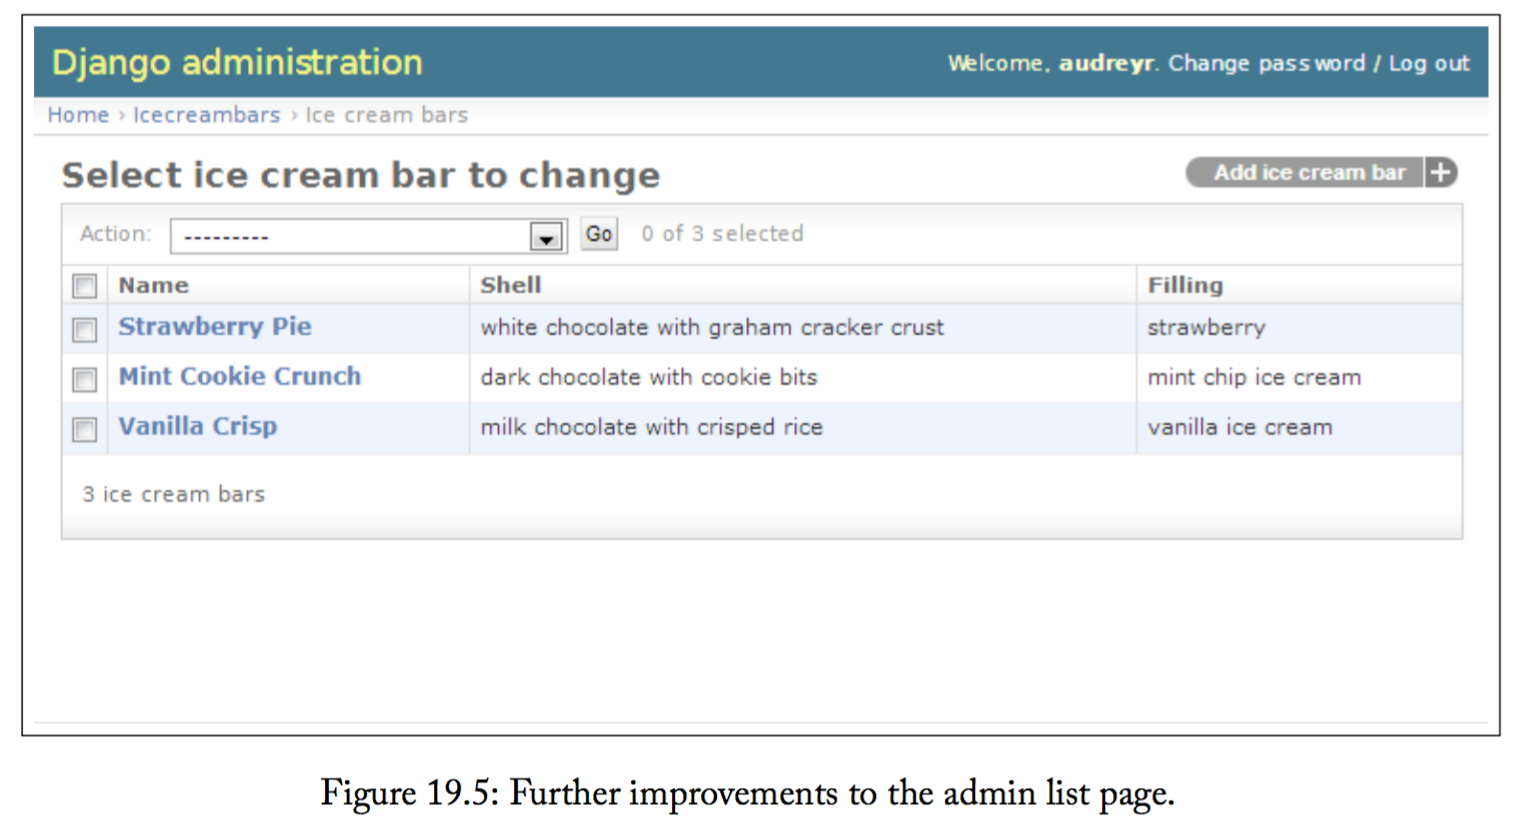 Django administration Welcome, audreyr. Change password / Log out
Home › Icecreambars › Ice cream bars
Select ice cream bar to change Add ice cream bar +
Action: --------- Go 0 of 3 selected
Name Shell Filling
Strawberry Pie white chocolate with graham cracker crust strawberry
Mint Cookie Crunch dark chocolate with cookie bits mint chip ice cream
Vanilla Crisp milk chocolate with crisped rice vanilla ice cream
3 ice cream bars
Figure 19.5: Further improvements to the admin list page.